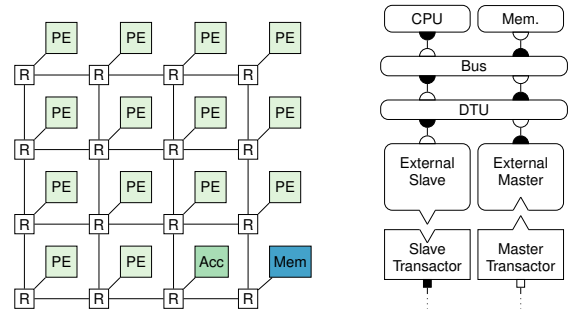 PE PE PE PE
R R R R
PE PE PE PE
R R R R
PE PE PE PE
R R R R
PE PE Acc Mem
R R R R
CPU Mem.
Bus
DTU
External
Slave
External
Master
Slave
Transactor
Master
Transactor